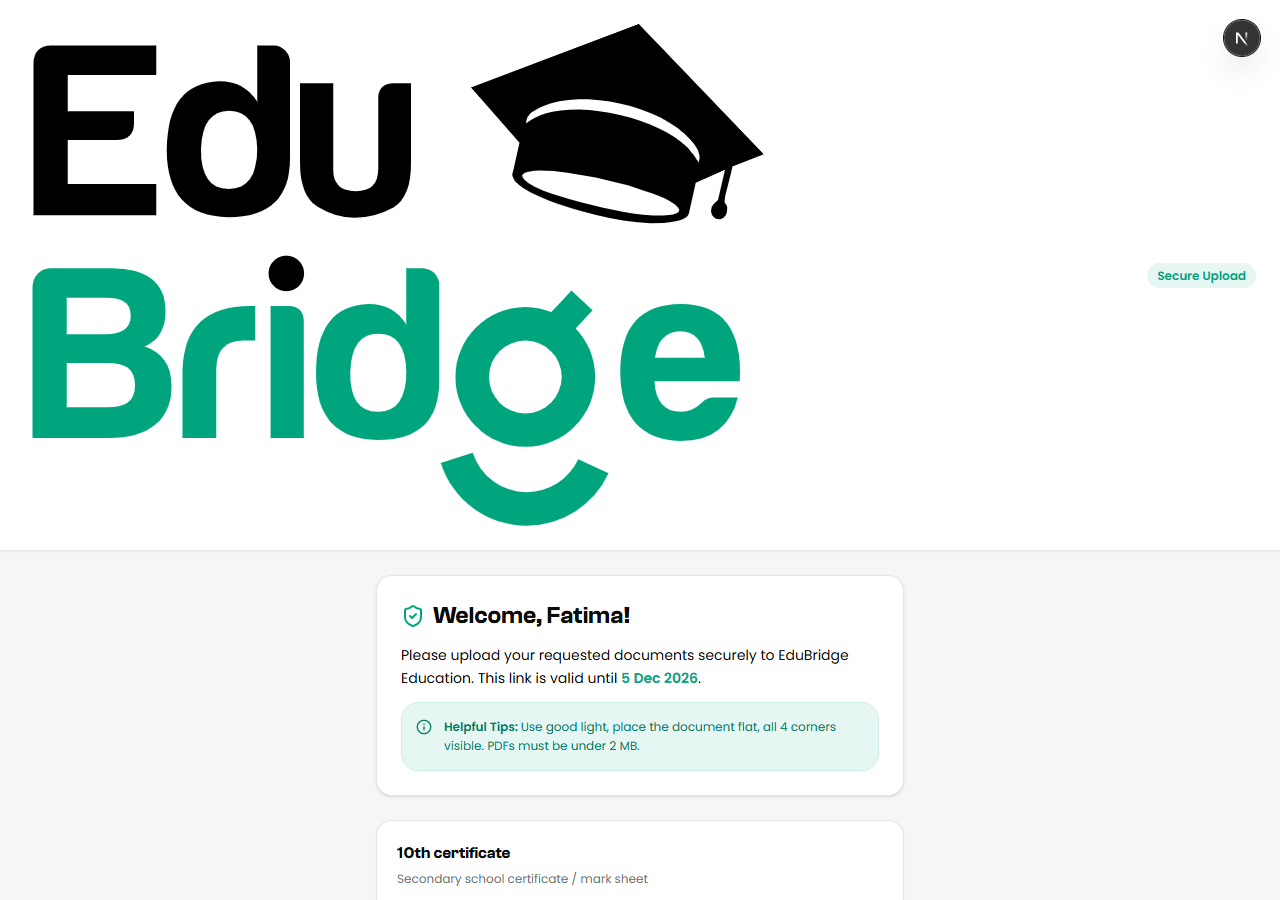 Edu
Bridge
N
Secure Upload
Welcome, Fatima!
Please upload your requested documents securely to EduBridge
Education. This link is valid until 5 Dec 2026.
Helpful Tips: Use good light, place the document flat, all 4 corners
visible. PDFs must be under 2 MB.
10th certificate
Secondary school certificate / mark sheet